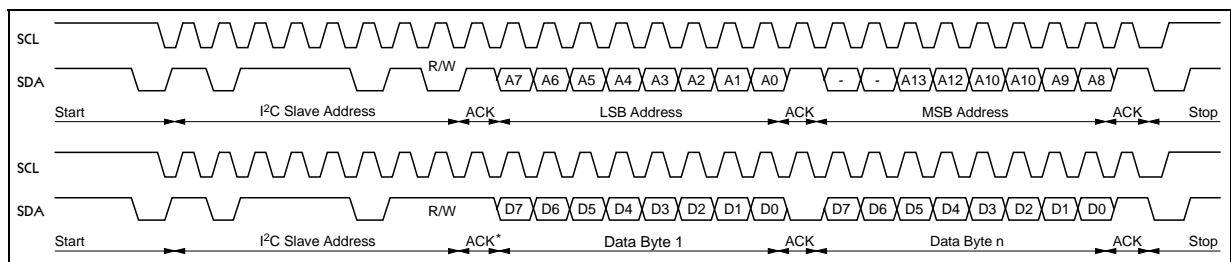 SCL
R/W
SDA A7 A6 A5 A4 A3 A2 A1 A0 - - A13 A12 A10 A10 A9 A8
Start I²C Slave Address ACK LSB Address ACK MSB Address ACK Stop
SCL
SDA R/W D7 D6 D5 D4 D3 D2 D1 D0 D7 D6 D5 D4 D3 D2 D1 D0
Start I²C Slave Address ACK* Data Byte 1 ACK Data Byte n ACK Stop